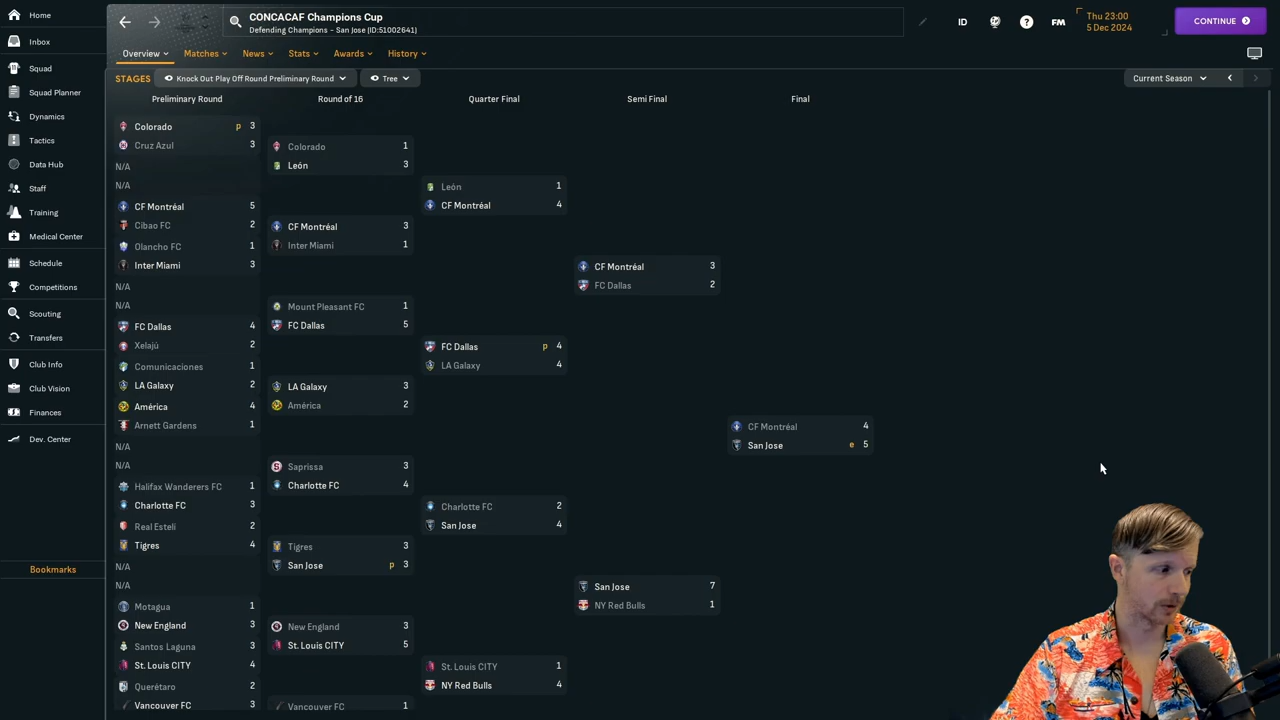 Home
Inbox
Squad
Squad Planner
Dynamics
Tactics
Data Hub
Staff
Training
Medical Center
Schedule
Competitions
Scouting
Transfers
Club Info
Club Vision
Finances
Dev. Center
Bookmarks
CONCACAF Champions Cup
Defending Champions - San Jose (ID:51002641)
ID
FM
Thu 23:00
5 Dec 2024
CONTINUE
Overview
Matches
News
Stats
Awards
History
STAGES
Knock Out Play Off Round Preliminary Round
Tree
Current Season
Preliminary Round
Round of 16
Quarter Final
Semi Final
Final
Colorado p 3
Cruz Azul 3
N/A
N/A
CF Montréal 5
Cibao FC 2
Olancho FC 1
Inter Miami 3
N/A
N/A
FC Dallas 4
Xelajú 2
Comunicaciones 1
LA Galaxy 2
América 4
Arnett Gardens 1
N/A
N/A
Halifax Wanderers FC 1
Charlotte FC 3
Real Estelí 2
Tigres 4
N/A
N/A
Motagua 1
New England 3
Santos Laguna 3
St. Louis CITY 4
Querétaro 2
Vancouver FC 3
Colorado 1
León 3
CF Montréal 3
Inter Miami 1
Mount Pleasant FC 1
FC Dallas 5
LA Galaxy 3
América 2
Saprissa 3
Charlotte FC 4
Tigres 3
San Jose p 3
New England 3
St. Louis CITY 5
Vancouver FC 1
León 1
CF Montréal 4
FC Dallas p 4
LA Galaxy 4
Charlotte FC 2
San Jose 4
St. Louis CITY 1
NY Red Bulls 4
CF Montréal 3
FC Dallas 2
San Jose 7
NY Red Bulls 1
CF Montréal 4
San Jose e 5